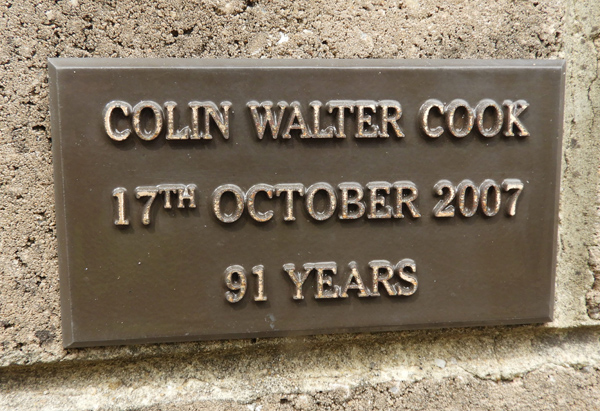 COLIN WALTER COOK
17TH OCTOBER 2007
91 YEARS